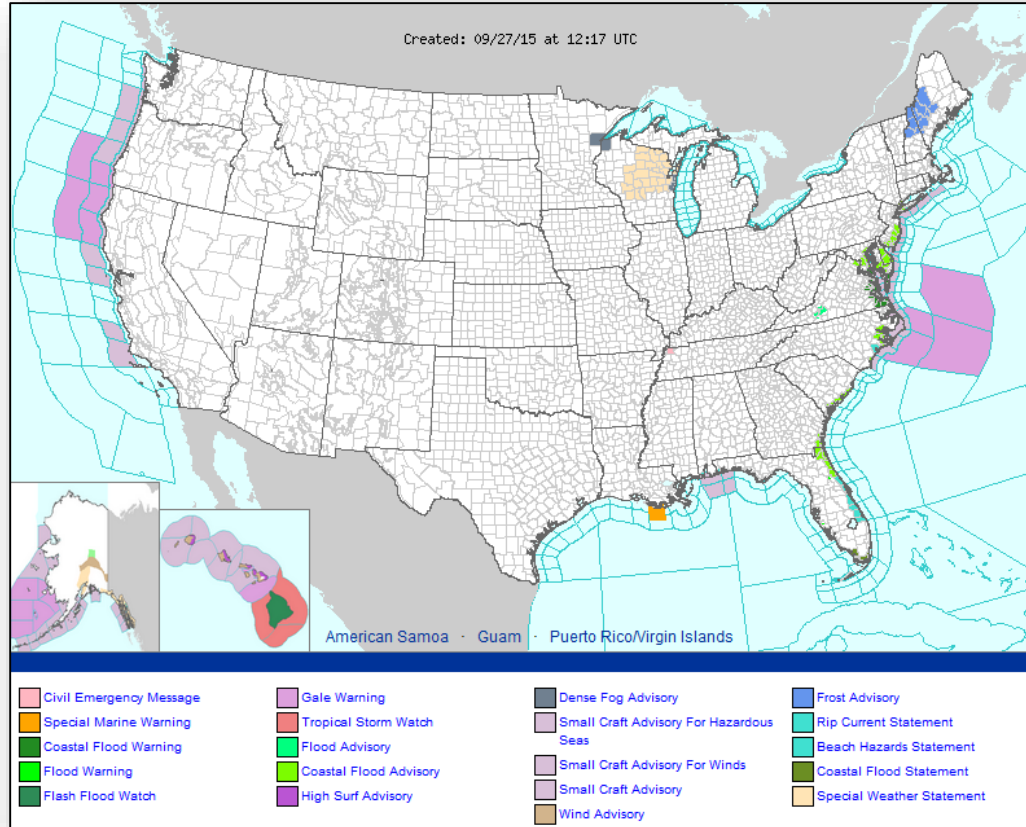 Created: 09/27/15 at 12:17 UTC
American Samoa · Guam · Puerto Rico/Virgin Islands
Civil Emergency Message
Special Marine Warning
Coastal Flood Warning
Flood Warning
Flash Flood Watch
Gale Warning
Tropical Storm Watch
Flood Advisory
Coastal Flood Advisory
High Surf Advisory
Dense Fog Advisory
Small Craft Advisory For Hazardous
Seas
Small Craft Advisory For Winds
Small Craft Advisory
Wind Advisory
Frost Advisory
Rip Current Statement
Beach Hazards Statement
Coastal Flood Statement
Special Weather Statement